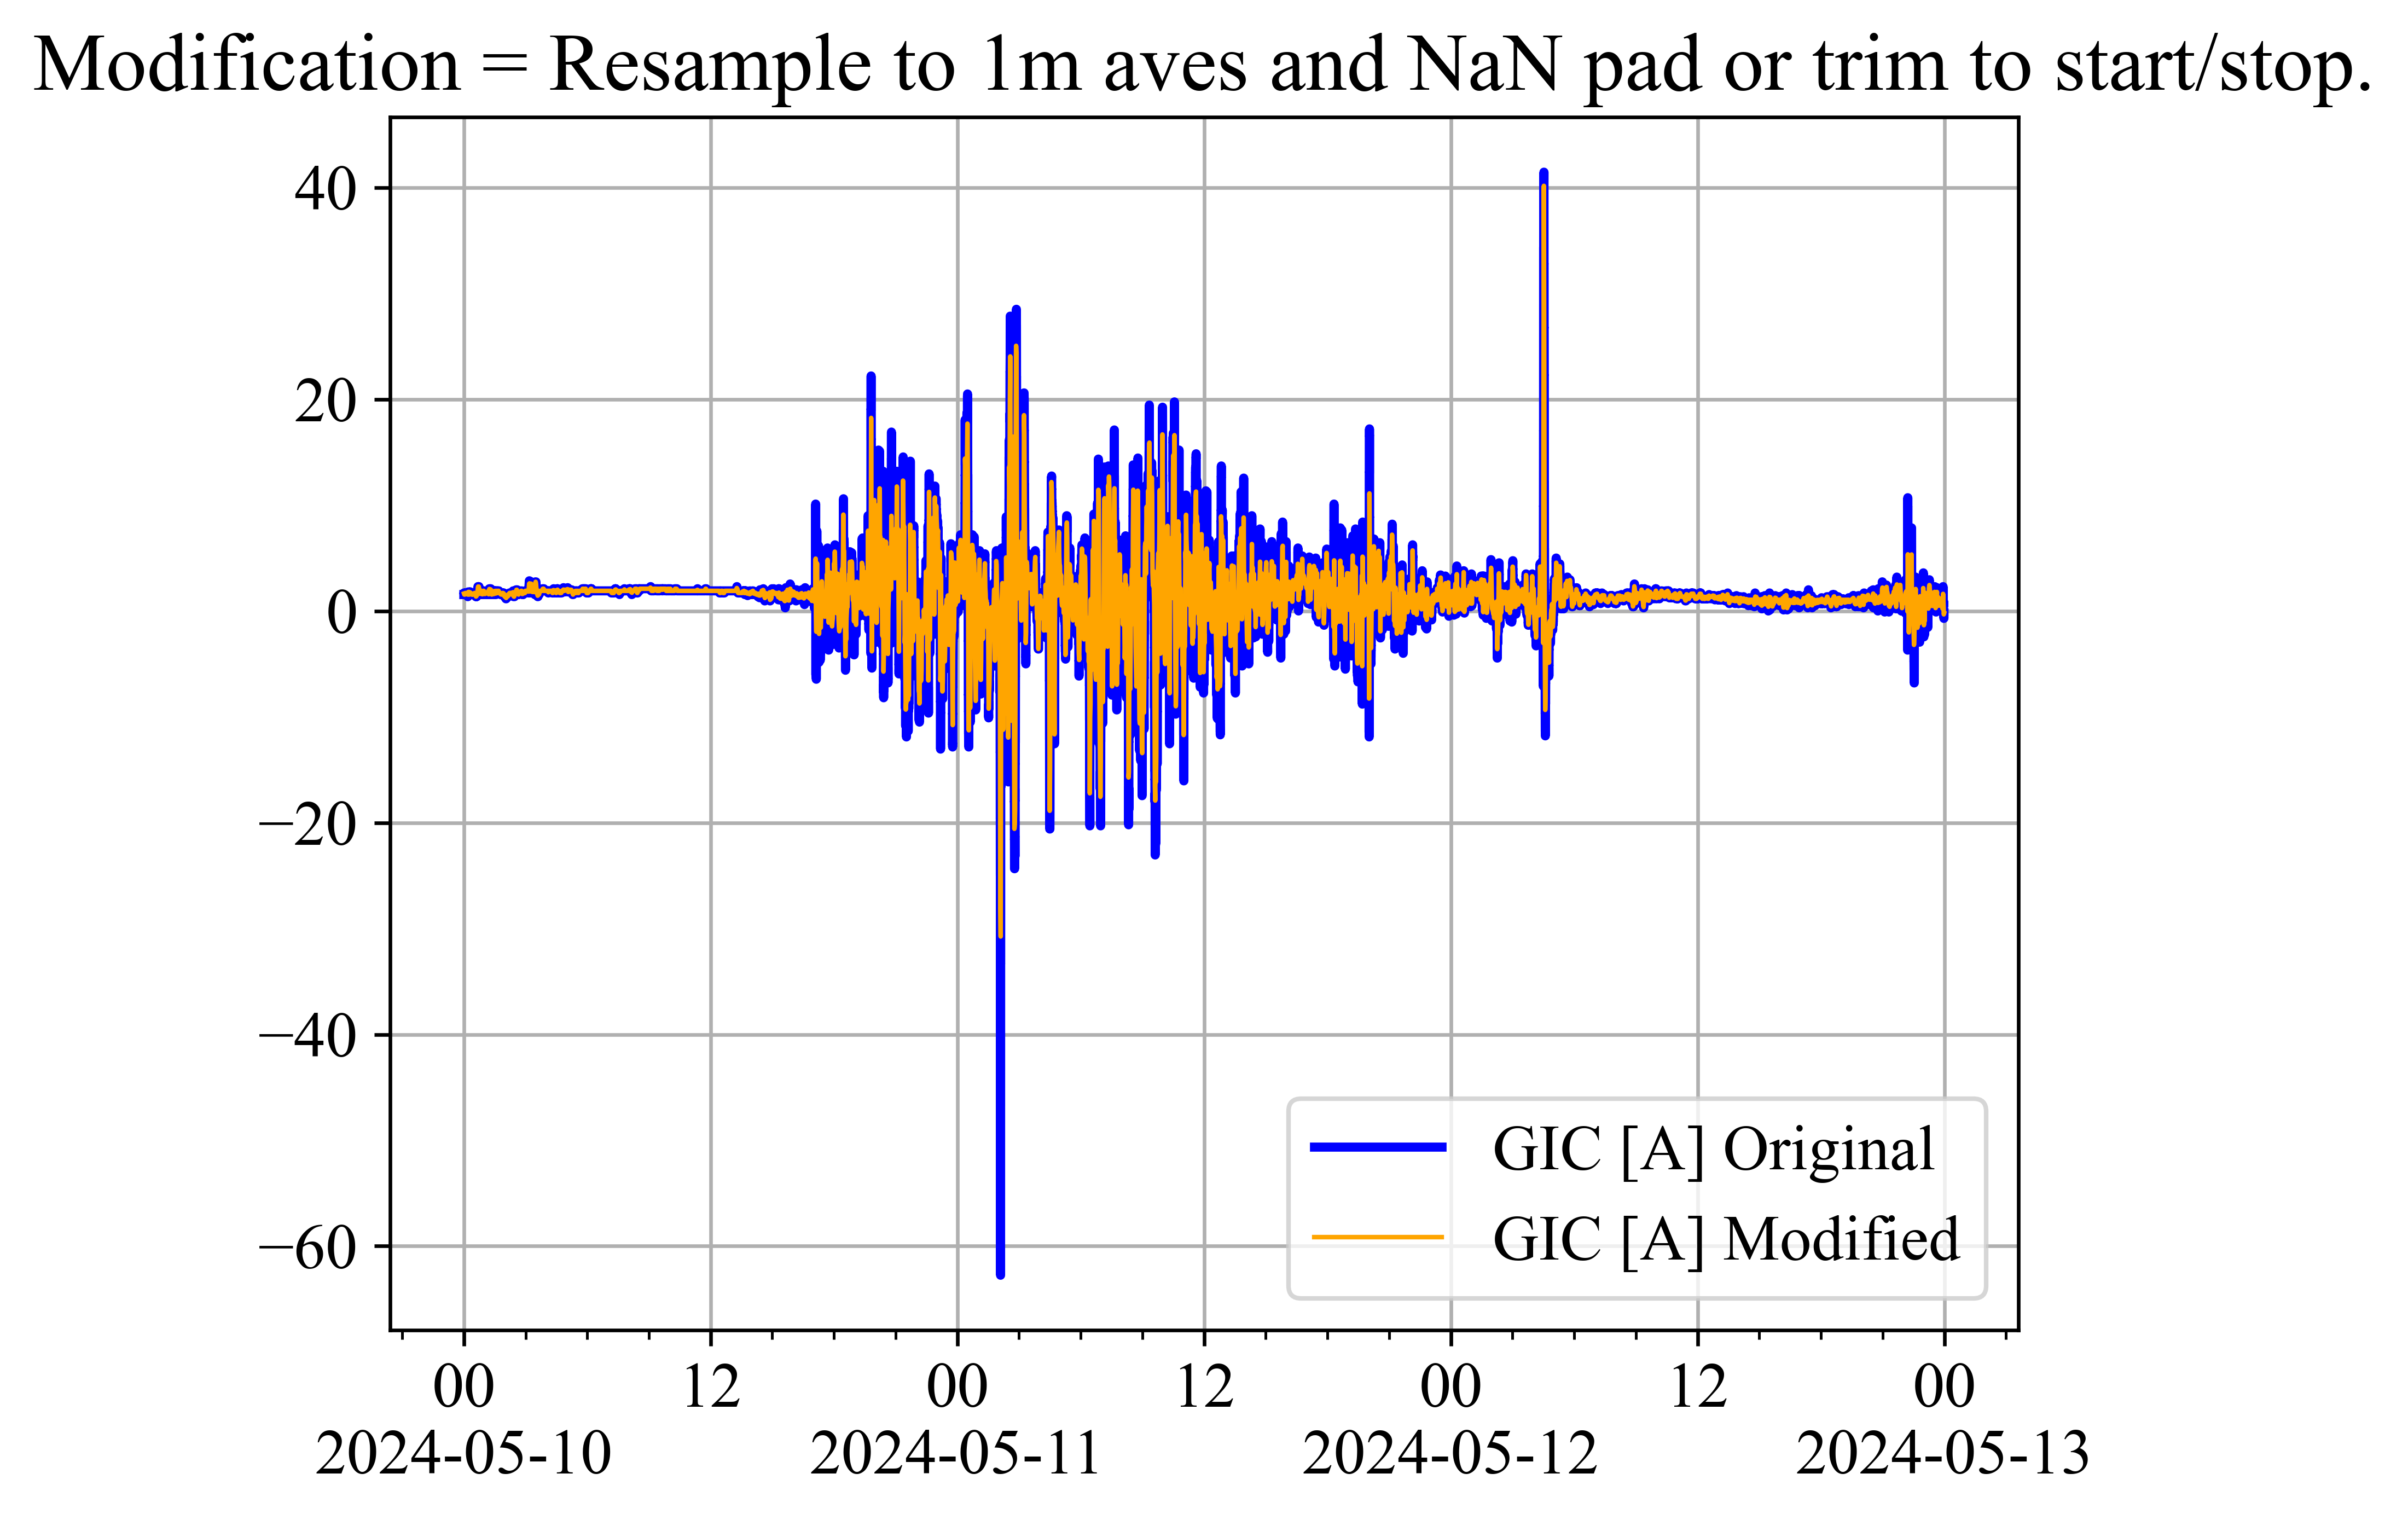 Modification = Resample to 1m aves and NaN pad or trim to start/stop.
40
20
0
−20
−40
−60
GIC [A] Original
GIC [A] Modified
00 12 00 12 00 12 00
2024-05-10 2024-05-11 2024-05-12 2024-05-13